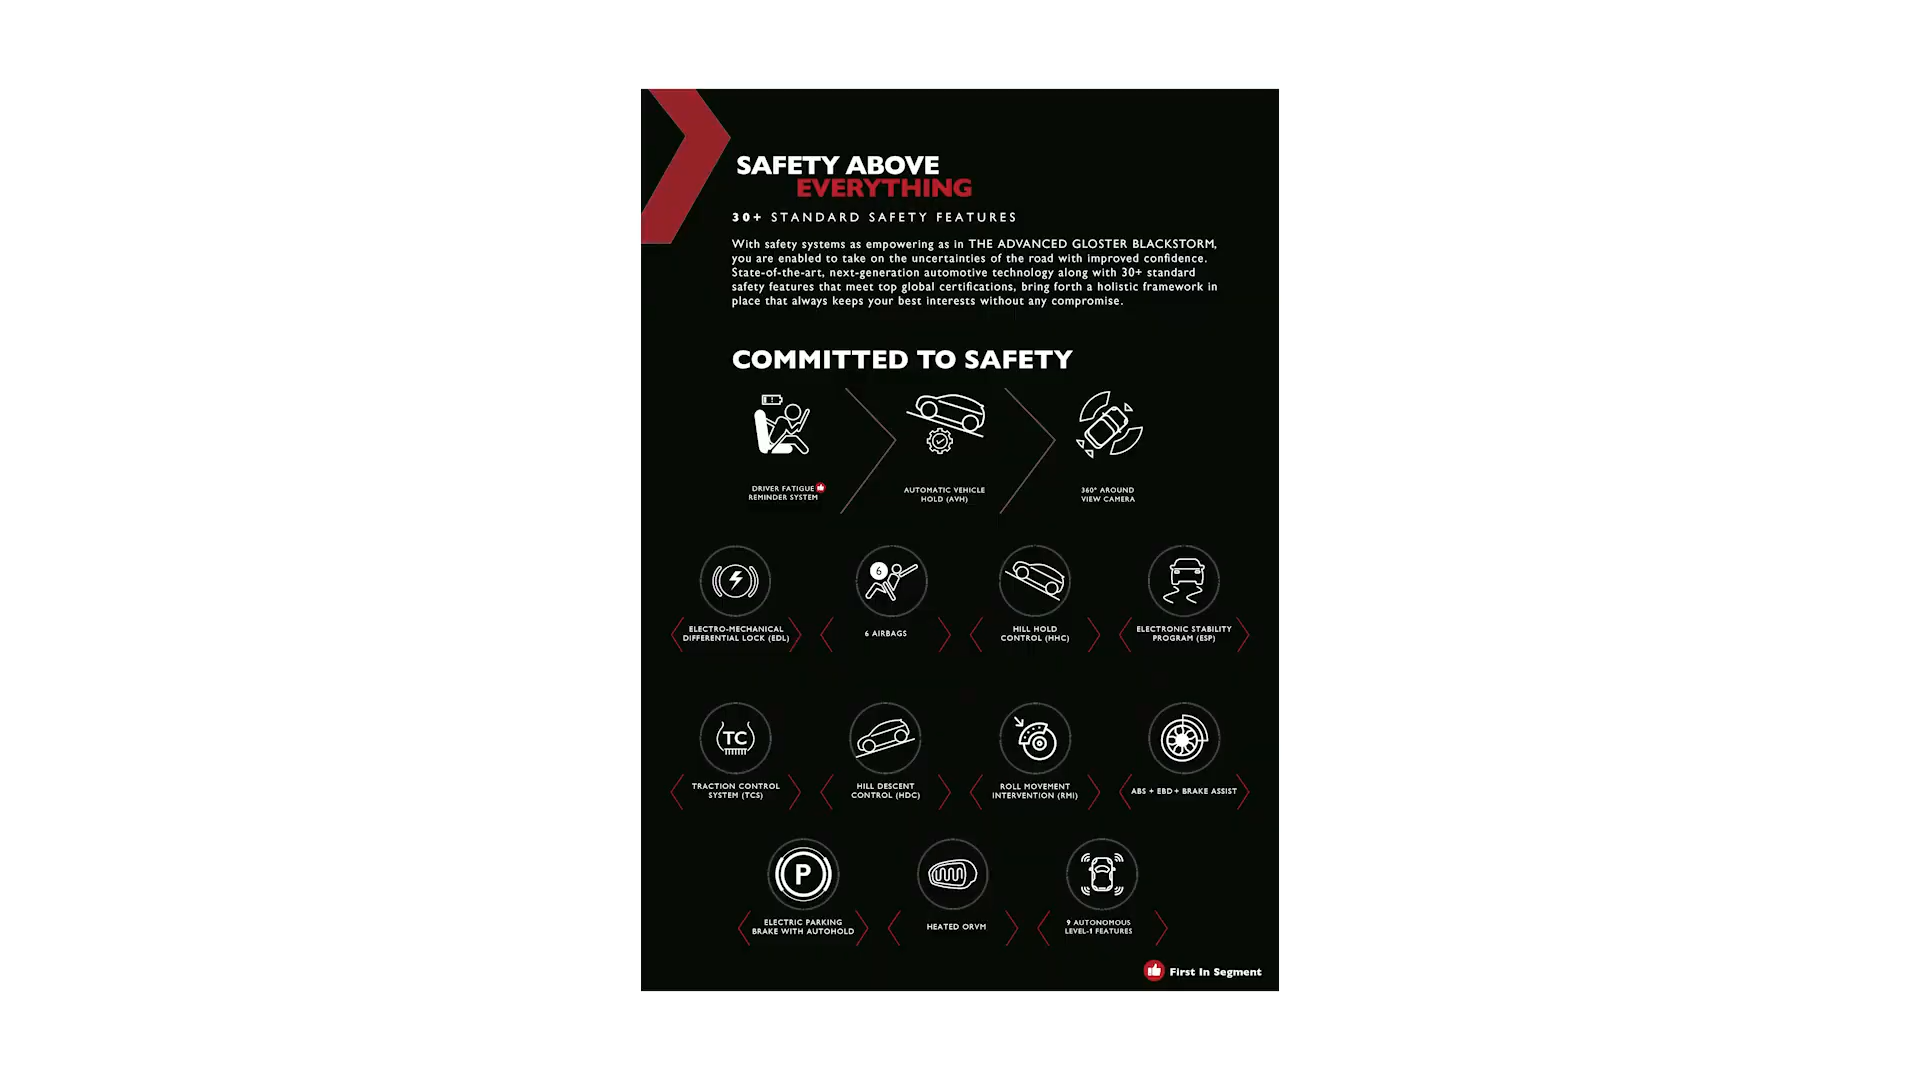 SAFETY ABOVE
EVERYTHING
30+ STANDARD SAFETY FEATURES
With safety systems as empowering as in THE ADVANCED GLOSTER BLACKSTORM,
you are enabled to take on the uncertainties of the road with improved confidence.
State-of-the-art, next-generation automotive technology along with 30+ standard
safety features that meet top global certifications, bring forth a holistic framework in
place that always keeps your best interests without any compromise.
COMMITTED TO SAFETY
DRIVER FATIGUE
REMINDER SYSTEM
AUTOMATIC VEHICLE
HOLD (AVH)
360° AROUND
VIEW CAMERA
6
ELECTRO-MECHANICAL
DIFFERENTIAL LOCK (EDL)
6 AIRBAGS
HILL HOLD
CONTROL (HHC)
ELECTRONIC STABILITY
PROGRAM (ESP)
TC
TRACTION CONTROL
SYSTEM (TCS)
HILL DESCENT
CONTROL (HDC)
ROLL MOVEMENT
INTERVENTION (RMI)
ABS + EBD + BRAKE ASSIST
P
ELECTRIC PARKING
BRAKE WITH AUTOHOLD
HEATED ORVM
9 AUTONOMOUS
LEVEL-1 FEATURES
First In Segment